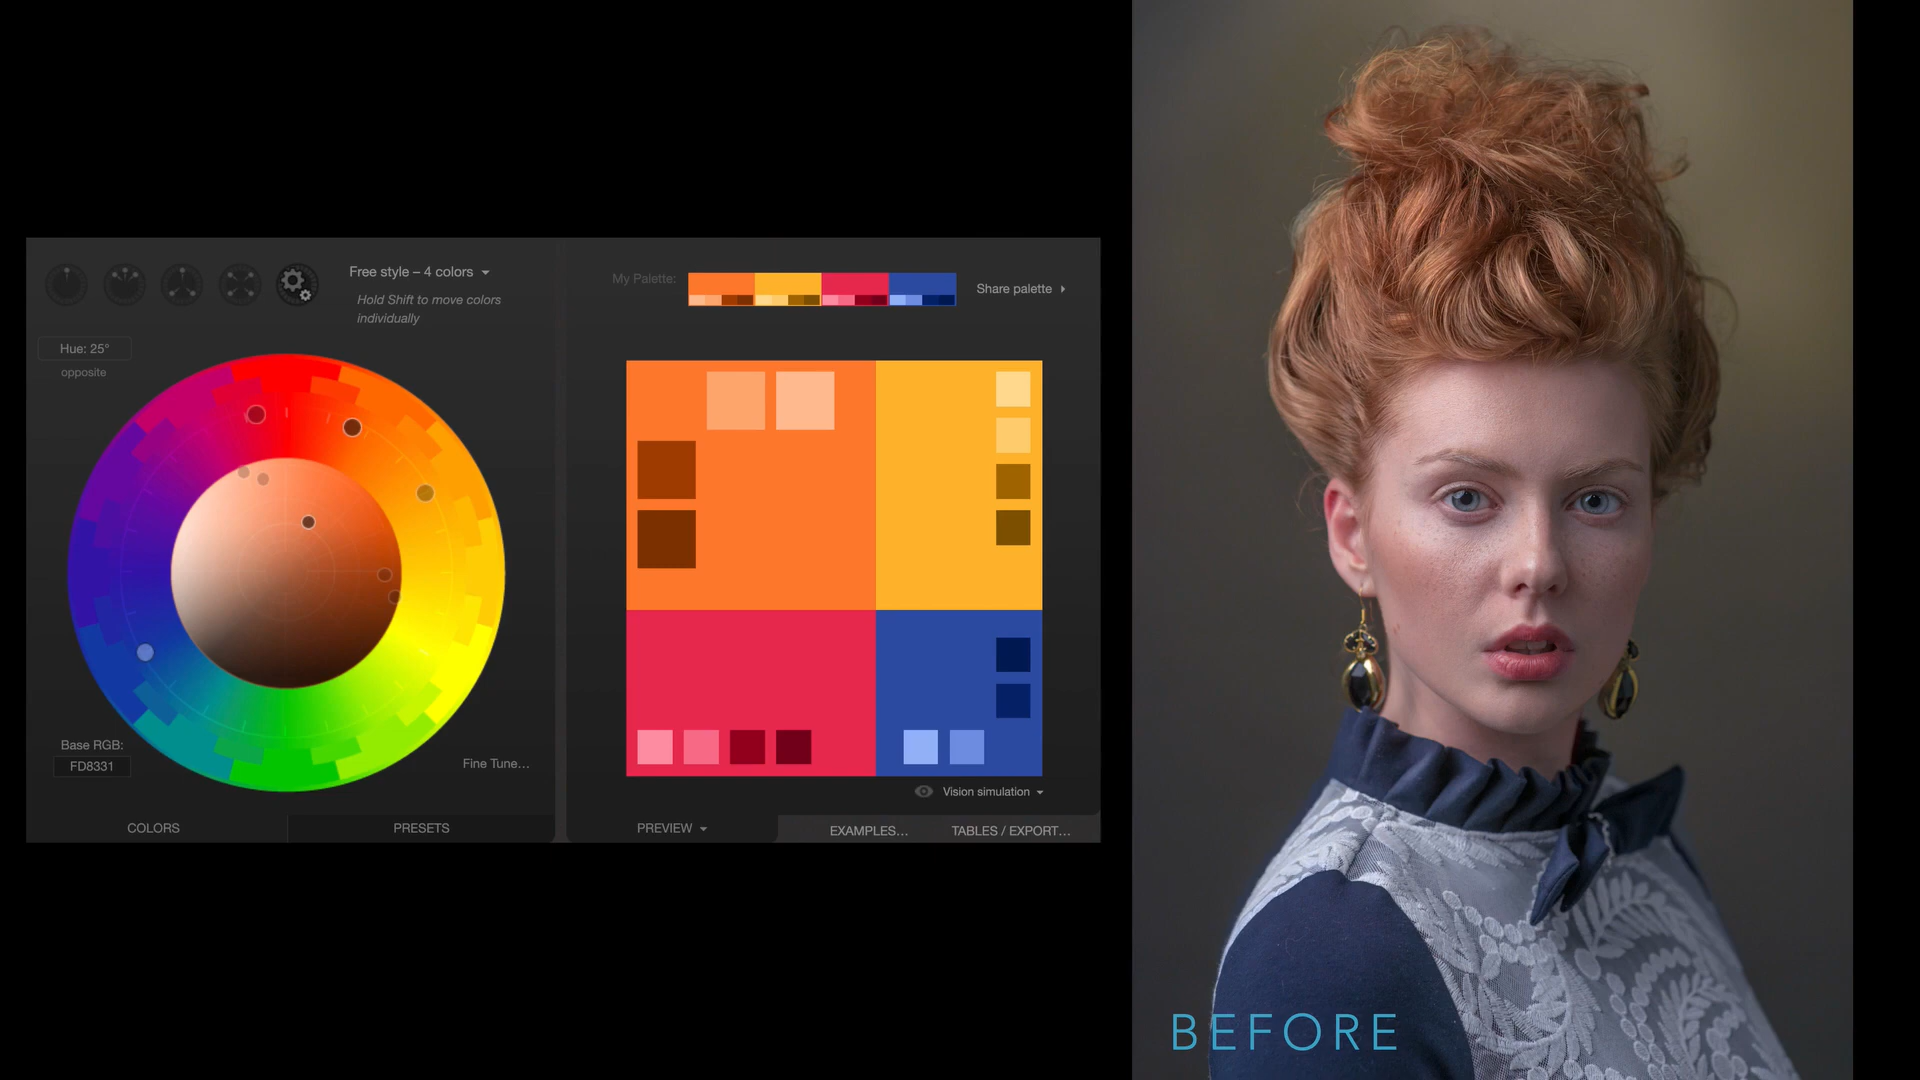 Free style – 4 colors
Hold Shift to move colors
individually
Hue: 25°
opposite
Base RGB:
FD8331
Fine Tune...
COLORS
PRESETS
My Palette:
Share palette
Vision simulation
PREVIEW
EXAMPLES...
TABLES / EXPORT...
BEFORE